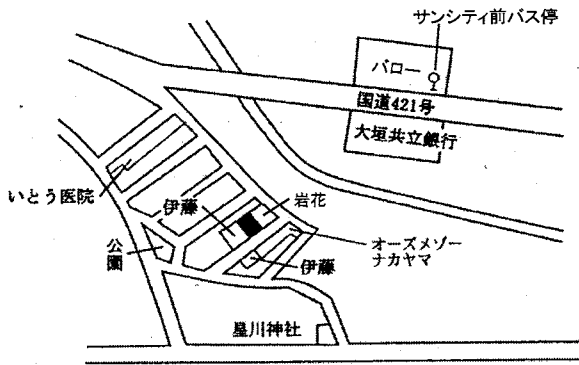 サンシティ前バス停
バロー
国道421号
大垣共立銀行
いとう医院
伊藤
岩花
公園
オーズメゾー
ナカヤマ
伊藤
星川神社